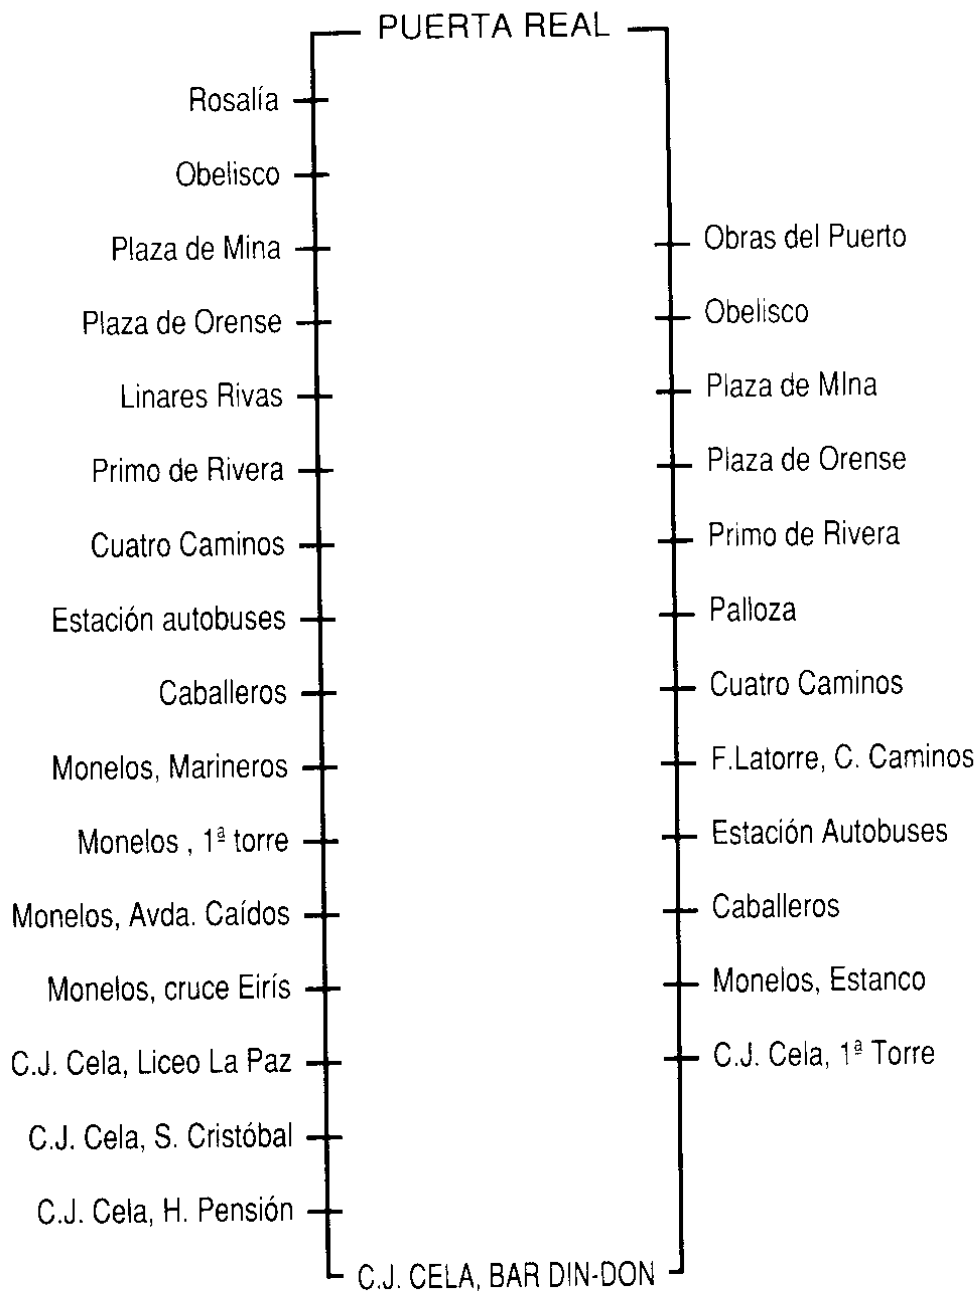 PUERTA REAL
Rosalía
Obelisco
Plaza de Mina
Plaza de Orense
Linares Rivas
Primo de Rivera
Cuatro Caminos
Estación autobuses
Caballeros
Monelos, Marineros
Monelos , 1ª torre
Monelos, Avda. Caídos
Monelos, cruce Eirís
C.J. Cela, Liceo La Paz
C.J. Cela, S. Cristóbal
C.J. Cela, H. Pensión
Obras del Puerto
Obelisco
Plaza de MIna
Plaza de Orense
Primo de Rivera
Palloza
Cuatro Caminos
F.Latorre, C. Caminos
Estación Autobuses
Caballeros
Monelos, Estanco
C.J. Cela, 1ª Torre
C.J. CELA, BAR DIN-DON